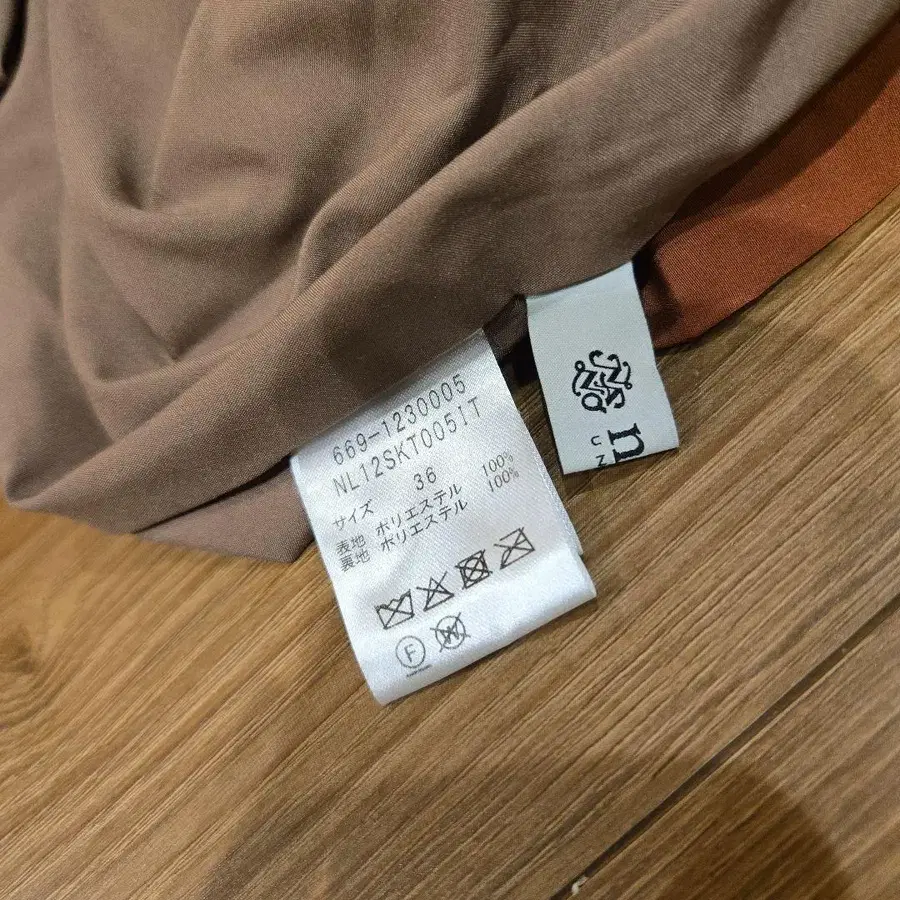 669-1230005
NL12SKT0051T
サイズ 36
表地 ポリエステル 100%
裏地 ポリエステル 100%
F
W
n
UN